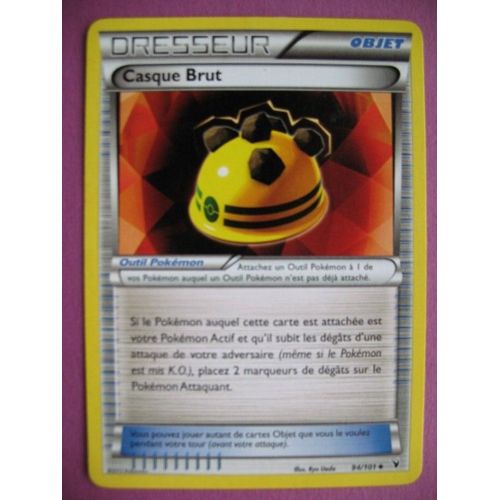 DRESSEUR OBJET
Casque Brut
Outil Pokémon Attachez un Outil Pokémon à 1 de
vos Pokémon auquel un Outil Pokémon n'est pas déjà attaché.
Si le Pokémon auquel cette carte est attachée est
votre Pokémon Actif et qu'il subit les dégâts d'une
attaque de votre adversaire (même si le Pokémon
est mis K.O.), placez 2 marqueurs de dégâts sur le
Pokémon Attaquant.
Vous pouvez jouer autant de cartes Objet que vous le voulez
pendant votre tour (avant votre attaque).
Illus. Ryo Ueda 94/101